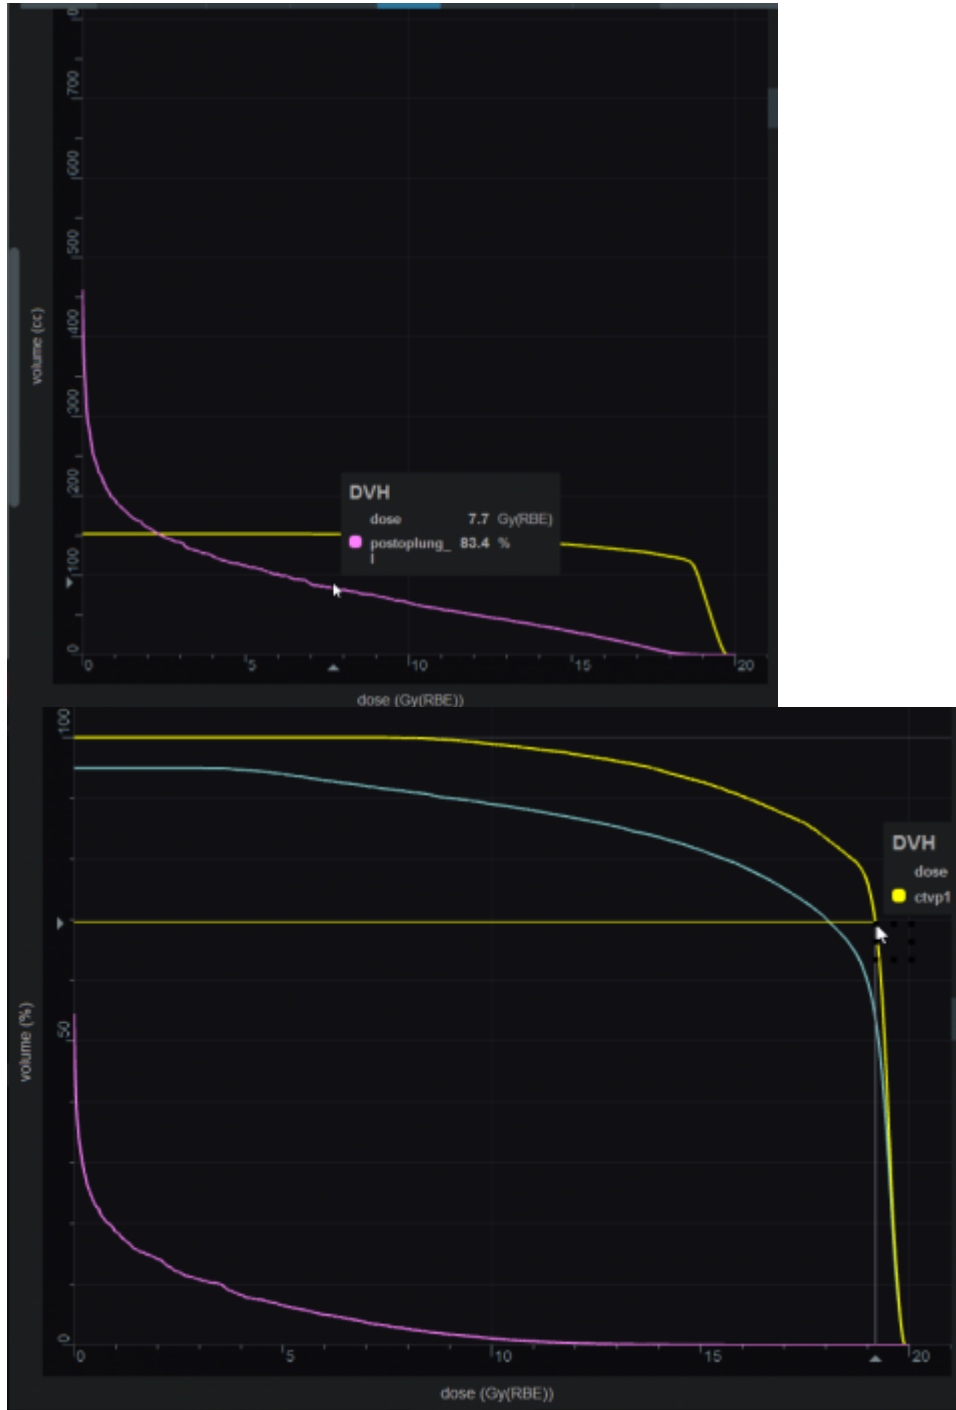 0
700
600
500
400
300
200
100
0
volume (cc)
DVH
dose 7.7 Gy(RBE)
postoplung_ 83.4 %
l
0 5 10 15 20
dose (Gy(RBE))
100
50
0
volume (%)
DVH
dose
ctvp1
0 5 10 15 20
dose (Gy(RBE))